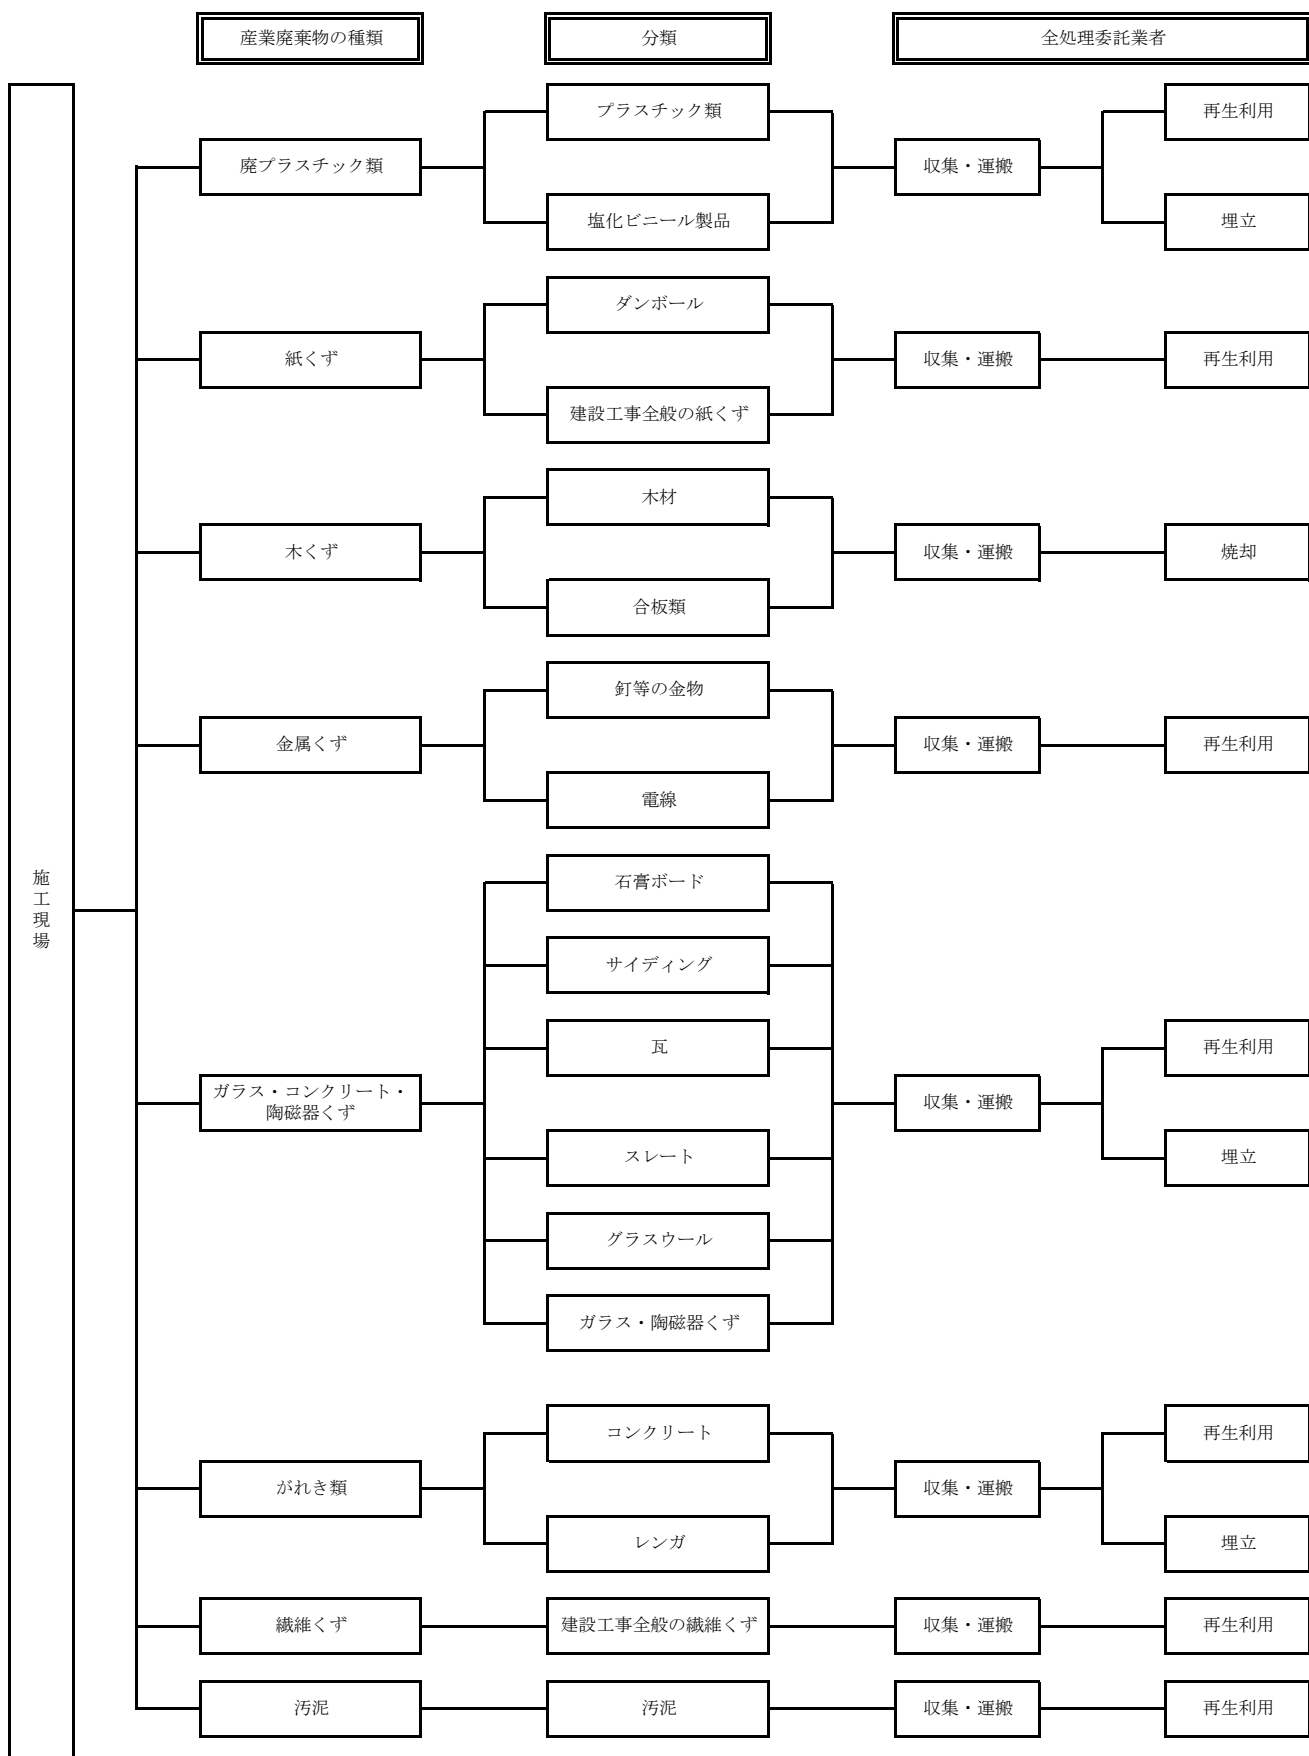 産業廃棄物の種類
分類
全処理委託業者
施工現場
廃プラスチック類
プラスチック類
塩化ビニール製品
収集・運搬
再生利用
埋立
紙くず
ダンボール
建設工事全般の紙くず
収集・運搬
再生利用
木くず
木材
合板類
収集・運搬
焼却
金属くず
釘等の金物
電線
収集・運搬
再生利用
ガラス・コンクリート・
陶磁器くず
石膏ボード
サイディング
瓦
スレート
グラスウール
ガラス・陶磁器くず
収集・運搬
再生利用
埋立
がれき類
コンクリート
レンガ
収集・運搬
再生利用
埋立
繊維くず
建設工事全般の繊維くず
収集・運搬
再生利用
汚泥
汚泥
収集・運搬
再生利用